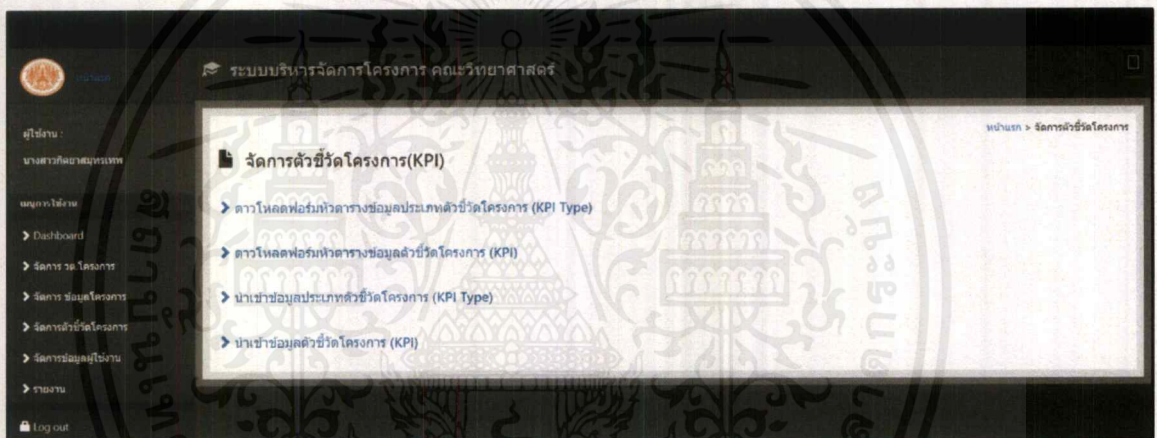 หน้าแรก
ระบบบริหารจัดการโครงการ คณะวิทยาศาสตร์
ผู้ใช้งาน :
เมนูการใช้งาน
Dashboard
จัดการ วต.โครงการ
จัดการ ข้อมูลโครงการ
จัดการตัวชี้วัดโครงการ
จัดการข้อมูลผู้ใช้งาน
รายงาน
Log out
หน้าแรก > จัดการตัวชี้วัดโครงการ
จัดการตัวชี้วัดโครงการ(KPI)
ดาวโหลดฟอร์มหัวตารางข้อมูลประเภทตัวชี้วัดโครงการ (KPI Type)
ดาวโหลดฟอร์มหัวตารางข้อมูลตัวชี้วัดโครงการ (KPI)
นำเข้าข้อมูลประเภทตัวชี้วัดโครงการ (KPI Type)
นำเข้าข้อมูลตัวชี้วัดโครงการ (KPI)